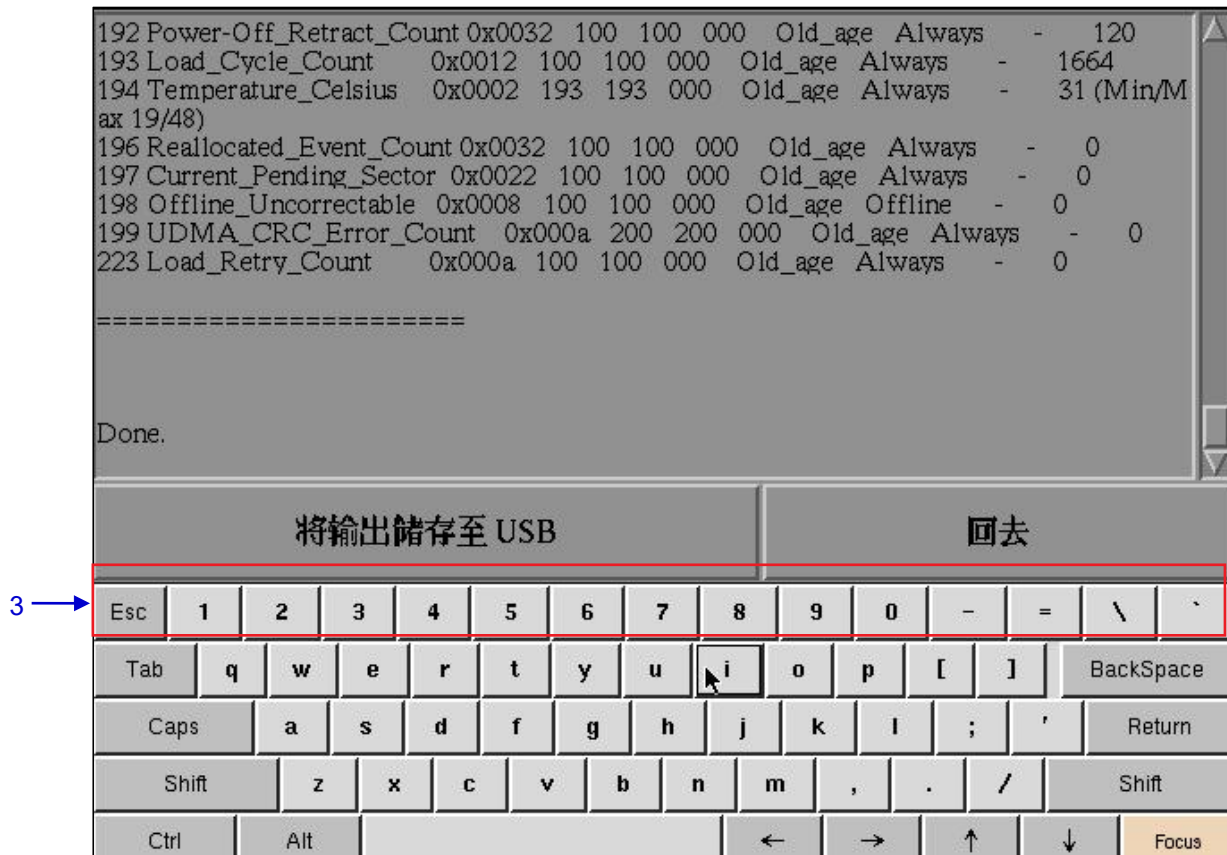 192 Power-Off_Retract_Count 0x0032 100 100 000 Old_age Always - 120
193 Load_Cycle_Count 0x0012 100 100 000 Old_age Always - 1664
194 Temperature_Celsius 0x0002 193 193 000 Old_age Always - 31 (Min/M
ax 19/48)
196 Reallocated_Event_Count 0x0032 100 100 000 Old_age Always - 0
197 Current_Pending_Sector 0x0022 100 100 000 Old_age Always - 0
198 Offline_Uncorrectable 0x0008 100 100 000 Old_age Offline - 0
199 UDMA_CRC_Error_Count 0x000a 200 200 000 Old_age Always - 0
223 Load_Retry_Count 0x000a 100 100 000 Old_age Always - 0
=======================
Done.
将输出储存至 USB 回去
3
Esc 1 2 3 4 5 6 7 8 9 0 - = \ `
Tab q w e r t y u i o p [ ] BackSpace
Caps a s d f g h j k l ; ' Return
Shift z x c v b n m , . / Shift
Ctrl Alt ← → ↑ ↓ Focus